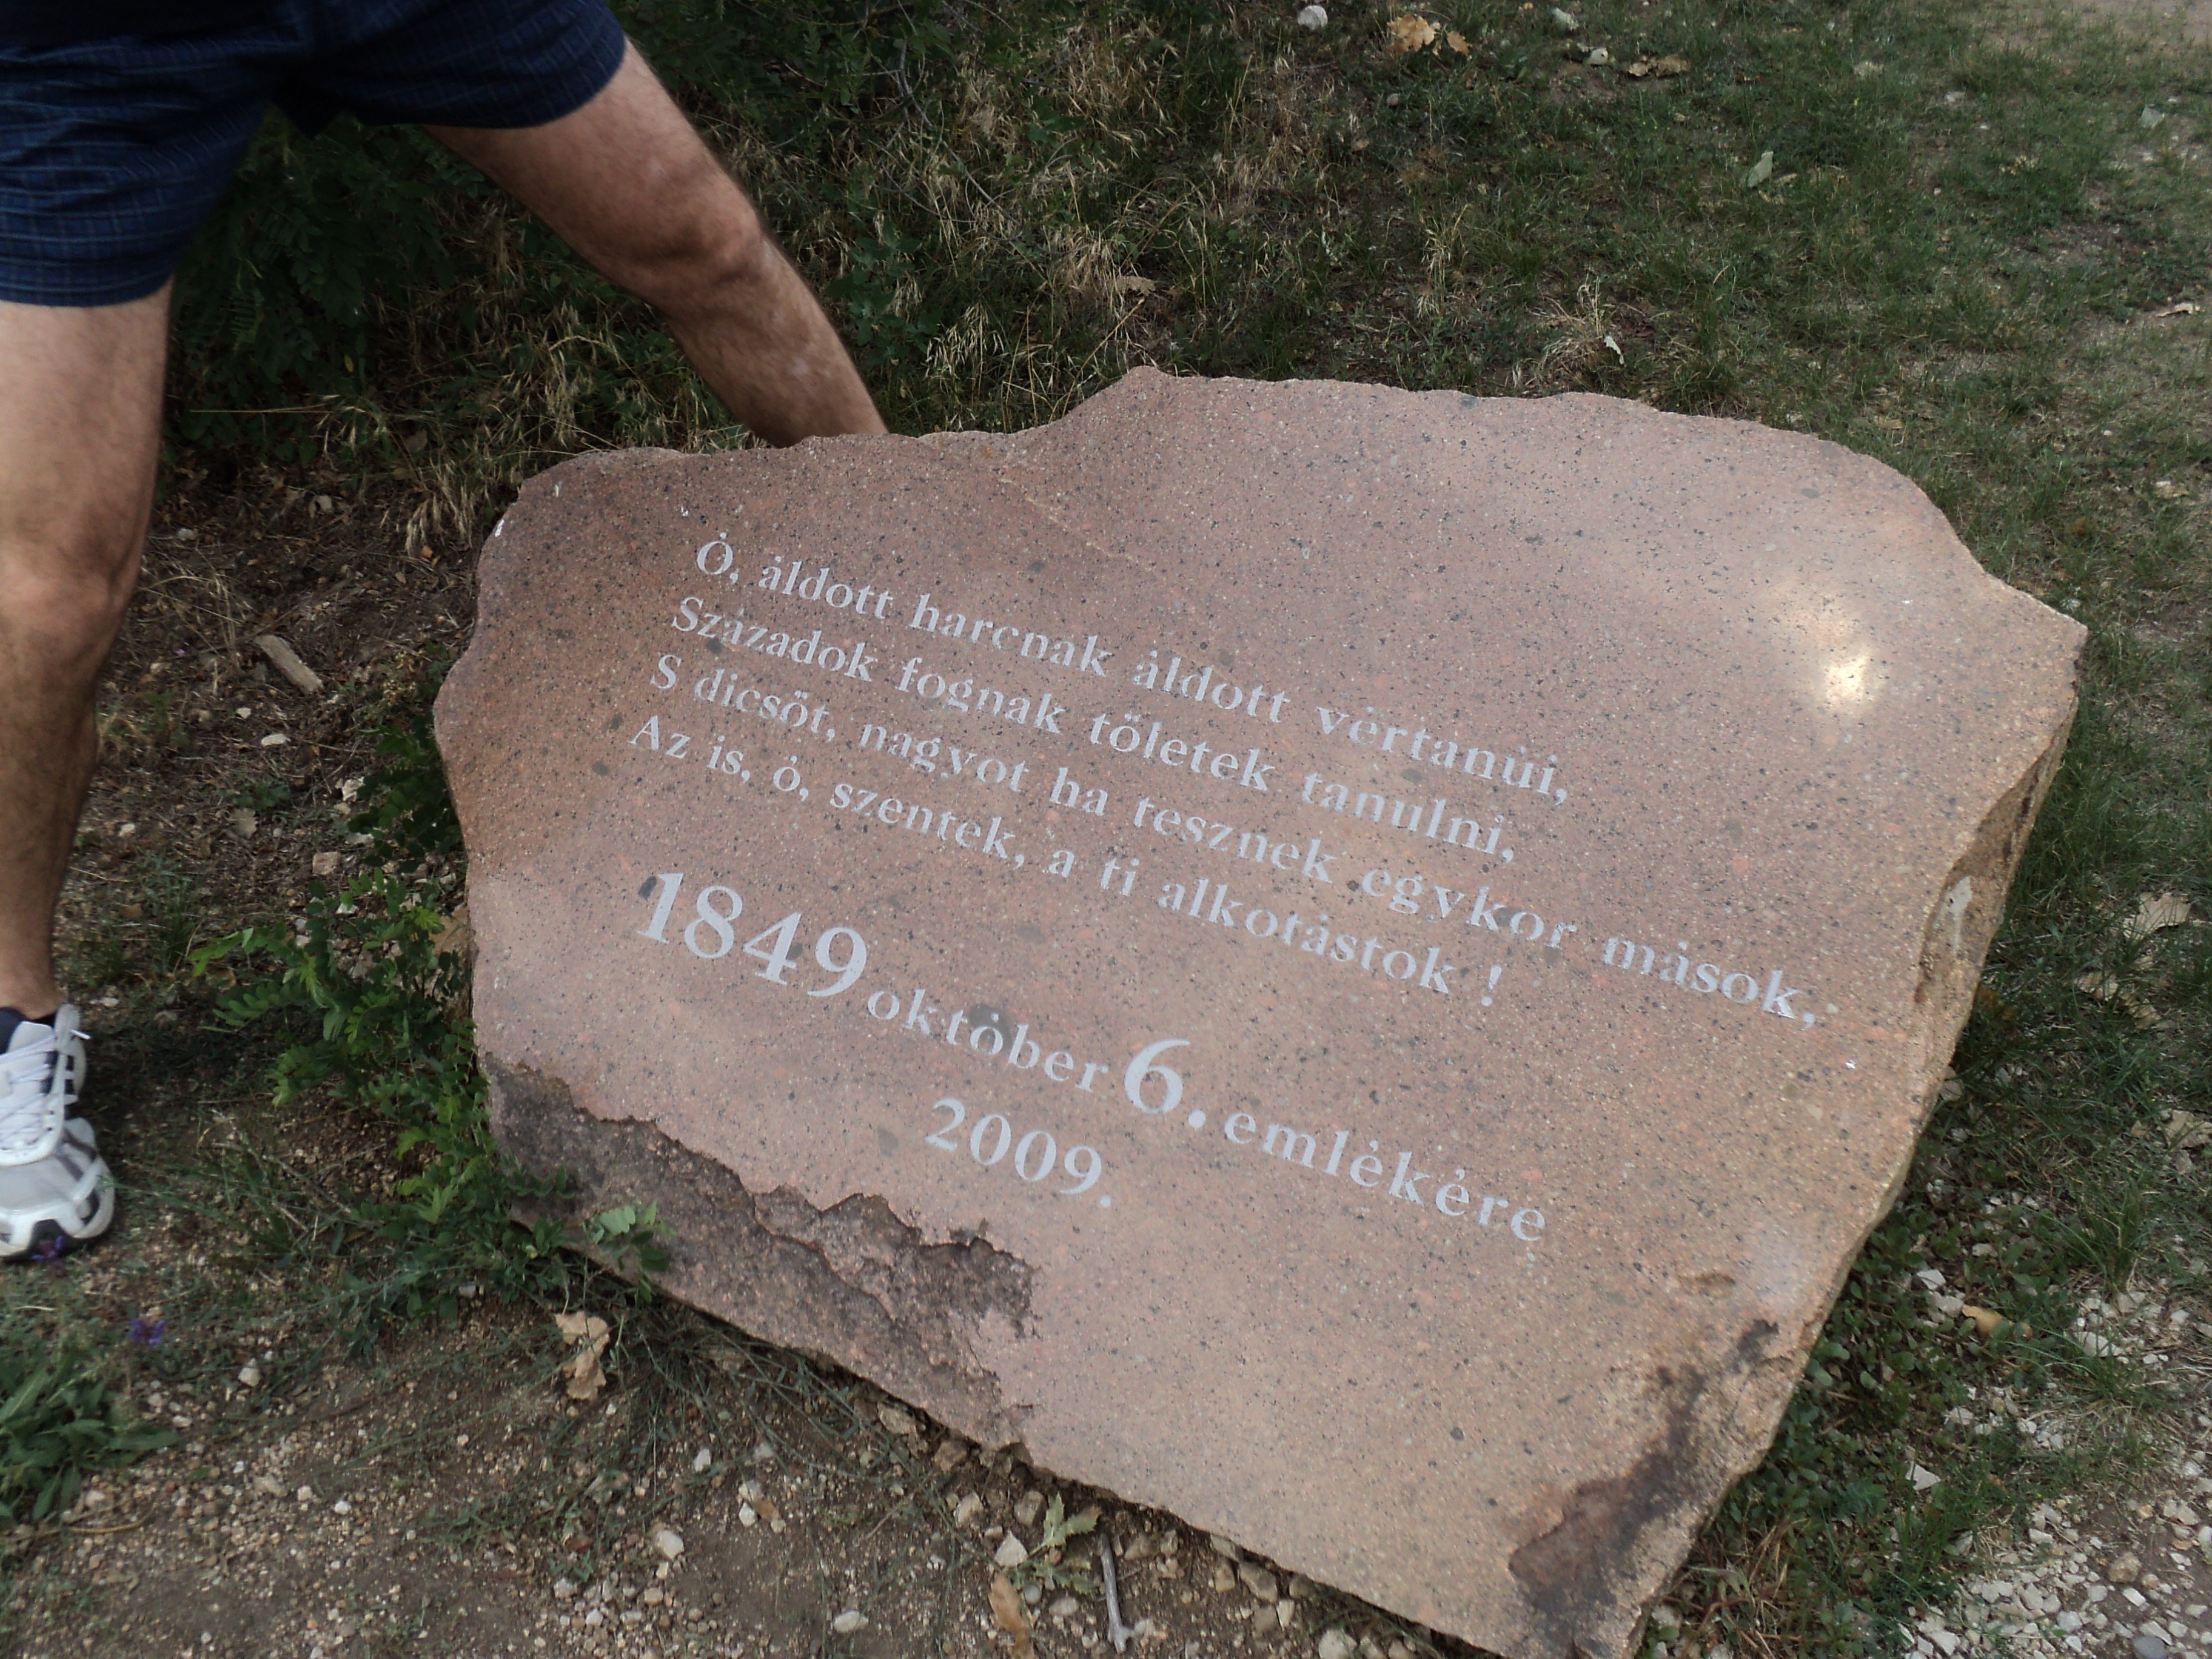 Ó, áldott harcnak áldott vértanúi,
Századok fognak tőletek tanulni,
S dicsőt, nagyot ha tesznek egykor mások,
Az is, ó, szentek, a ti alkotástok !
1849 október 6. emlékére
2009.